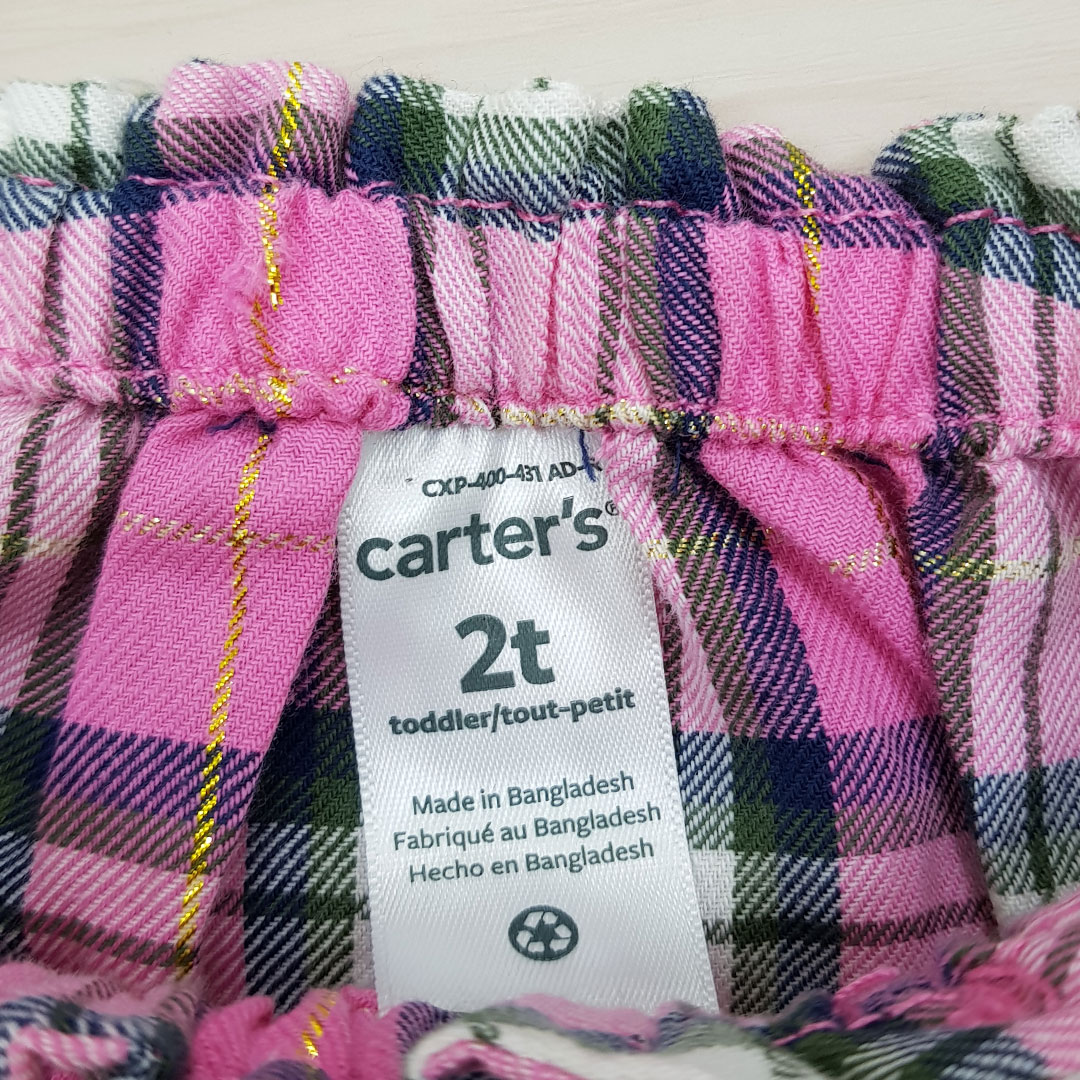 CXP-400-431 AD-
carter's®
2t
toddler/tout-petit
Made in Bangladesh
Fabriqué au Bangladesh
Hecho en Bangladesh